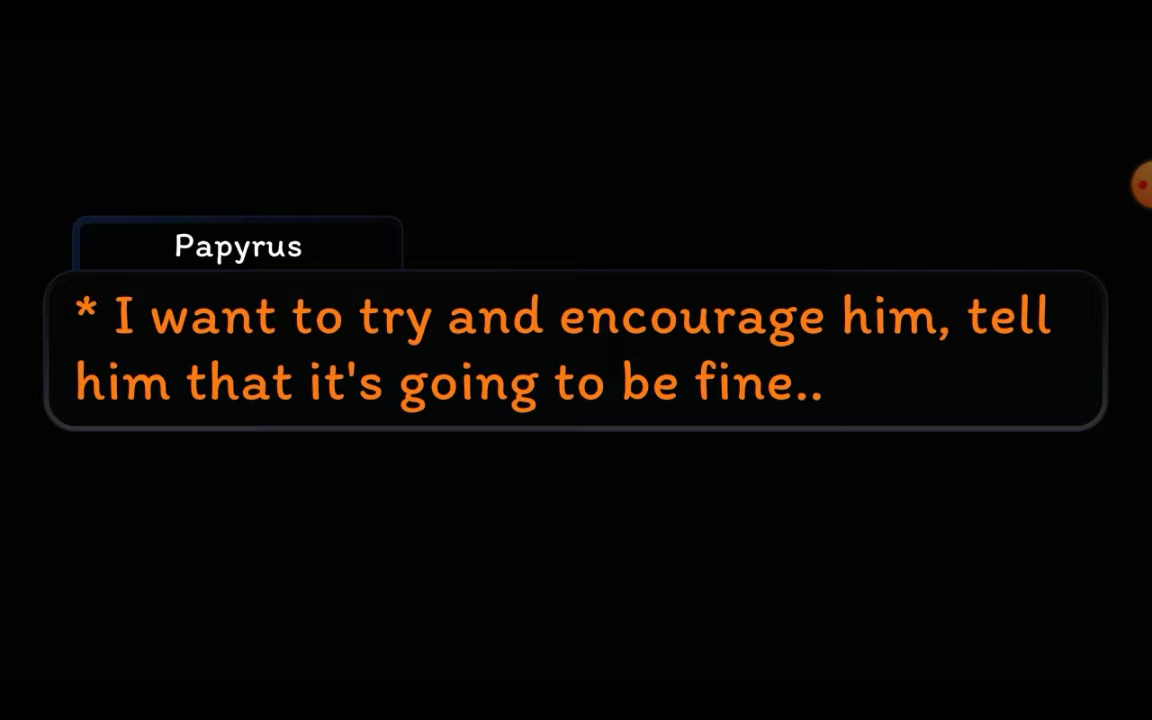 Papyrus
* I want to try and encourage him, tell
him that it's going to be fine..